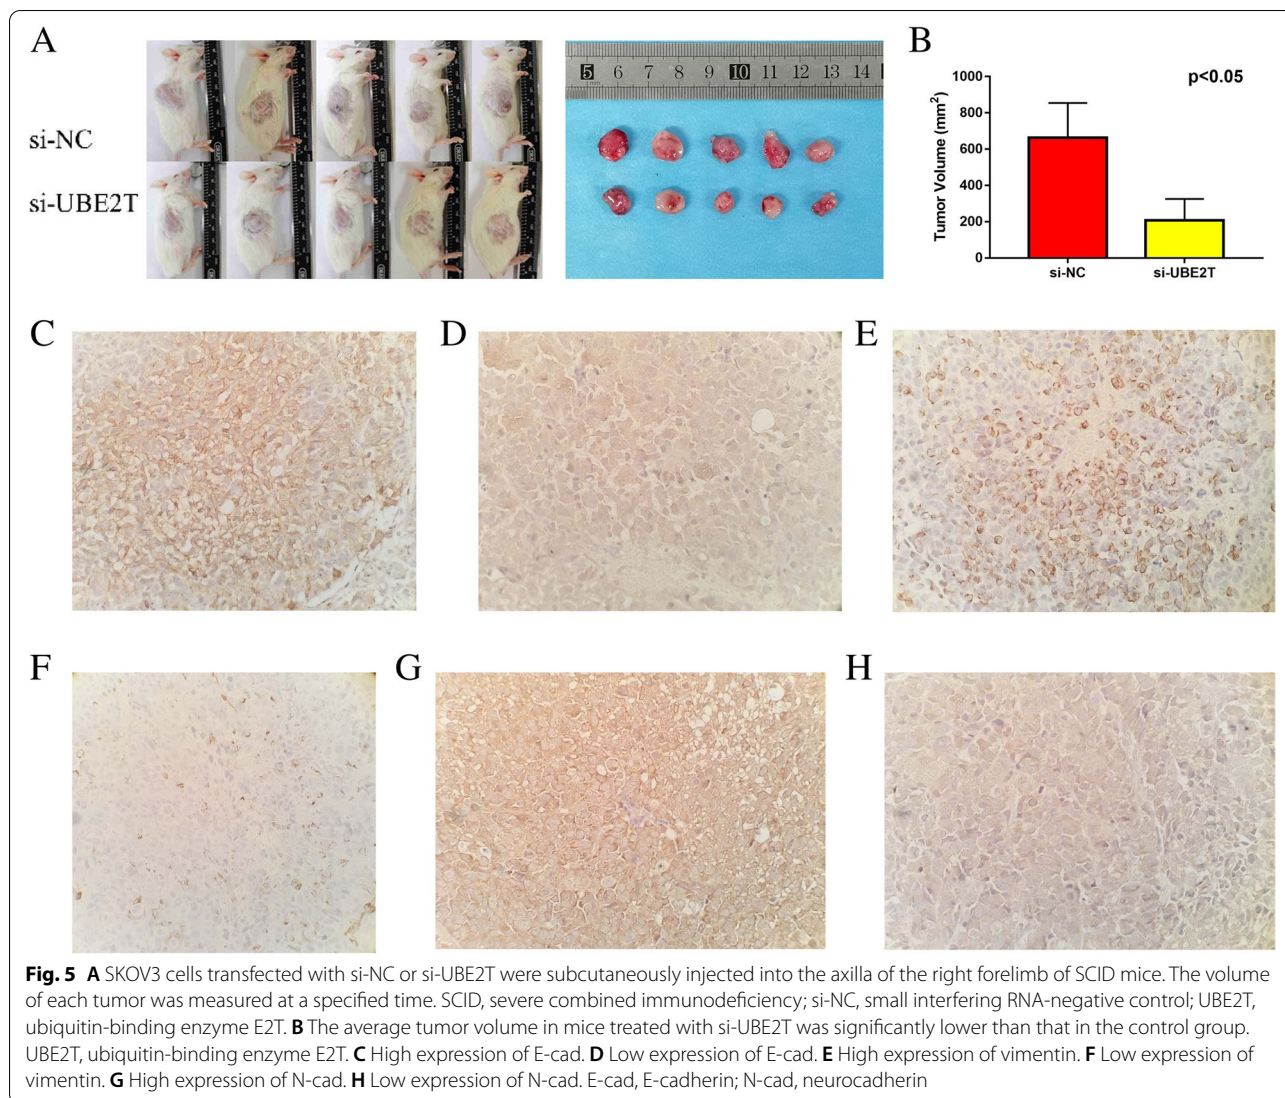 A
si-NC
si-UBE2T
5 6 7 8 9 10 11 12 13 14
mm
B
p<0.05
Tumor Volume (mm²)
1000
800
600
400
200
0
si-NC
si-UBE2T
C
D
E
F
G
H
Fig. 5 A SKOV3 cells transfected with si-NC or si-UBE2T were subcutaneously injected into the axilla of the right forelimb of SCID mice. The volume
of each tumor was measured at a specified time. SCID, severe combined immunodeficiency; si-NC, small interfering RNA-negative control; UBE2T,
ubiquitin-binding enzyme E2T. B The average tumor volume in mice treated with si-UBE2T was significantly lower than that in the control group.
UBE2T, ubiquitin-binding enzyme E2T. C High expression of E-cad. D Low expression of E-cad. E High expression of vimentin. F Low expression of
vimentin. G High expression of N-cad. H Low expression of N-cad. E-cad, E-cadherin; N-cad, neurocadherin